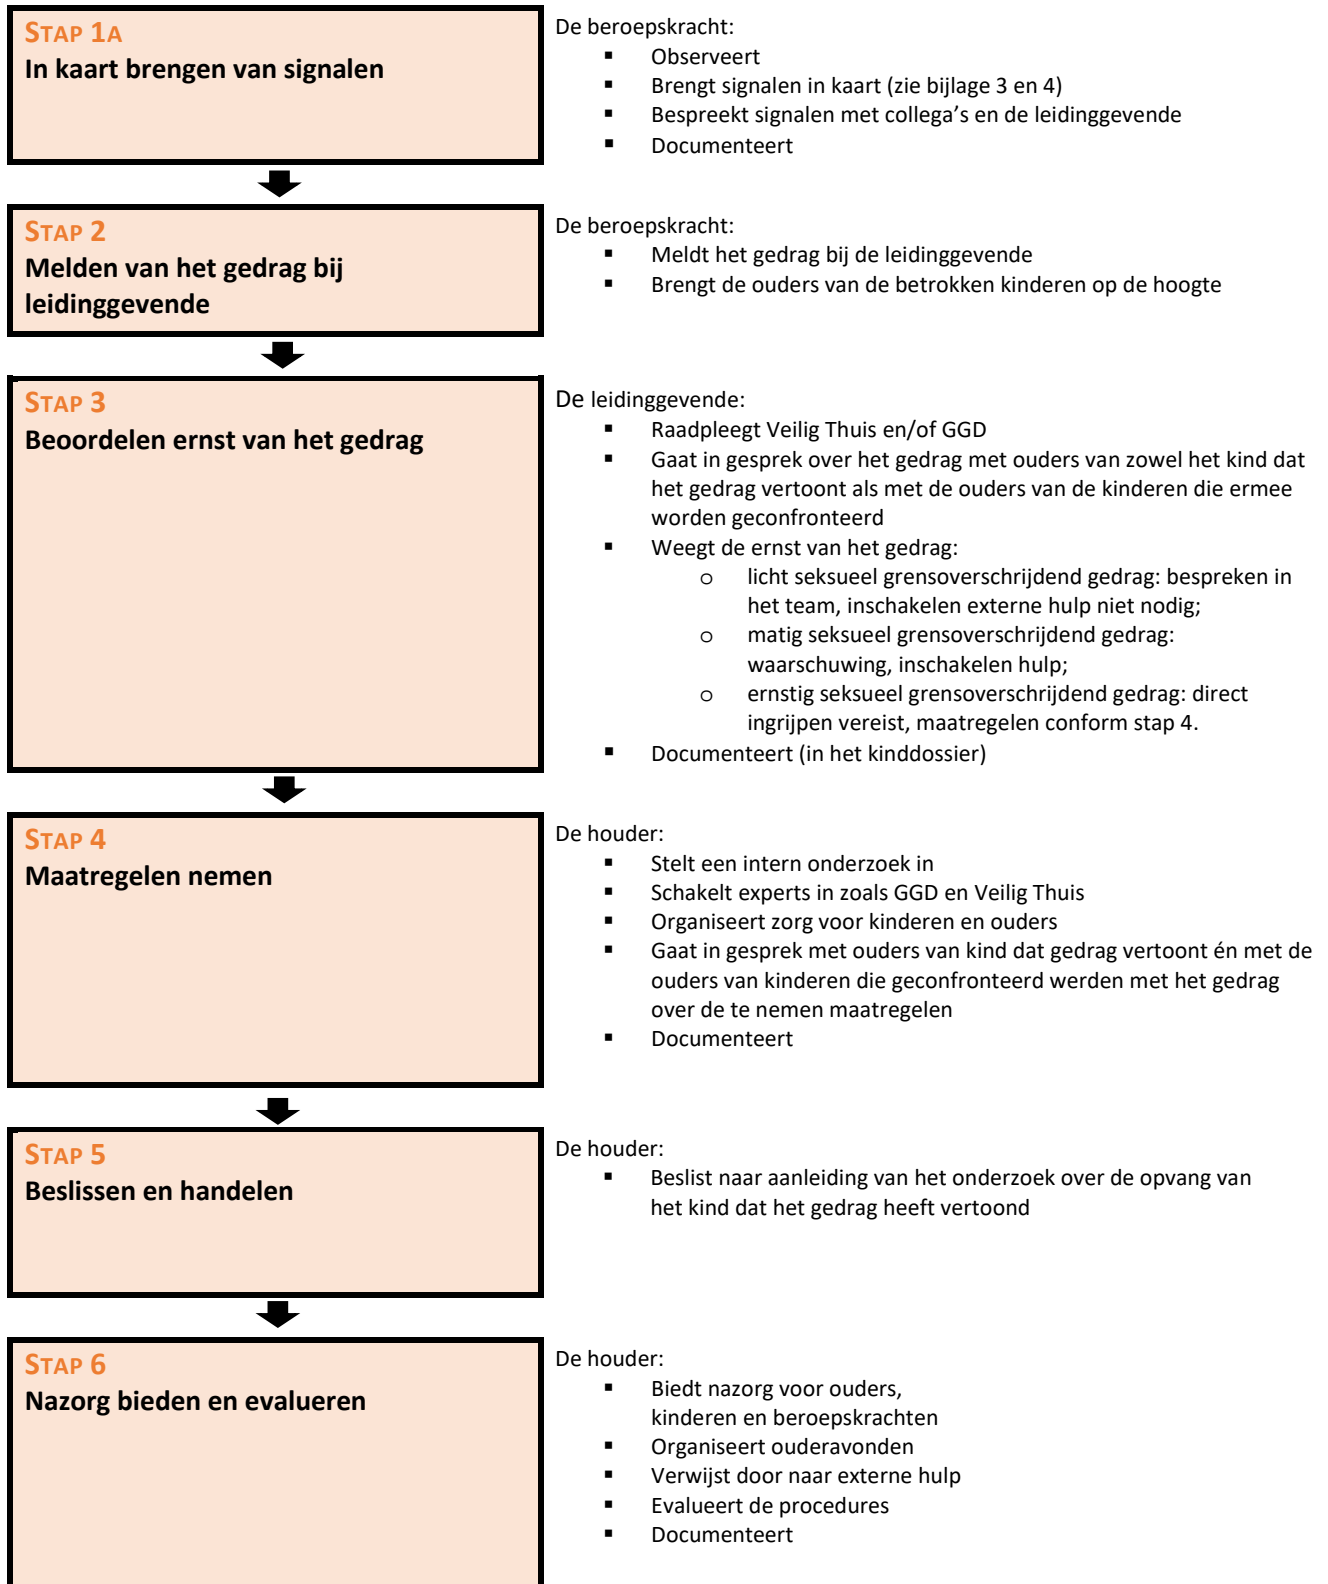 STAP 1A
In kaart brengen van signalen
De beroepskracht:
▪ Observeert
▪ Brengt signalen in kaart (zie bijlage 3 en 4)
▪ Bespreekt signalen met collega’s en de leidinggevende
▪ Documenteert
STAP 2
Melden van het gedrag bij
leidinggevende
De beroepskracht:
▪ Meldt het gedrag bij de leidinggevende
▪ Brengt de ouders van de betrokken kinderen op de hoogte
STAP 3
Beoordelen ernst van het gedrag
De leidinggevende:
▪ Raadpleegt Veilig Thuis en/of GGD
▪ Gaat in gesprek over het gedrag met ouders van zowel het kind dat
het gedrag vertoont als met de ouders van de kinderen die ermee
worden geconfronteerd
▪ Weegt de ernst van het gedrag:
o licht seksueel grensoverschrijdend gedrag: bespreken in
het team, inschakelen externe hulp niet nodig;
o matig seksueel grensoverschrijdend gedrag:
waarschuwing, inschakelen hulp;
o ernstig seksueel grensoverschrijdend gedrag: direct
ingrijpen vereist, maatregelen conform stap 4.
▪ Documenteert (in het kinddossier)
STAP 4
Maatregelen nemen
De houder:
▪ Stelt een intern onderzoek in
▪ Schakelt experts in zoals GGD en Veilig Thuis
▪ Organiseert zorg voor kinderen en ouders
▪ Gaat in gesprek met ouders van kind dat gedrag vertoont én met de
ouders van kinderen die geconfronteerd werden met het gedrag
over de te nemen maatregelen
▪ Documenteert
STAP 5
Beslissen en handelen
De houder:
▪ Beslist naar aanleiding van het onderzoek over de opvang van
het kind dat het gedrag heeft vertoond
STAP 6
Nazorg bieden en evalueren
De houder:
▪ Biedt nazorg voor ouders,
kinderen en beroepskrachten
▪ Organiseert ouderavonden
▪ Verwijst door naar externe hulp
▪ Evalueert de procedures
▪ Documenteert